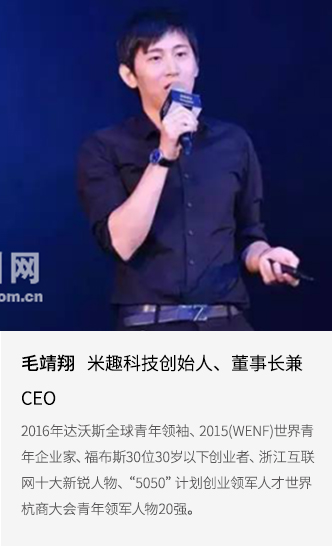 网
om.cn
毛靖翔 米趣科技创始人、董事长兼
CEO
2016年达沃斯全球青年领袖、2015(WENF)世界青
年企业家、福布斯30位30岁以下创业者、浙江互联
网十大新锐人物、“5050”计划创业领军人才世界
杭商大会青年领军人物20强。